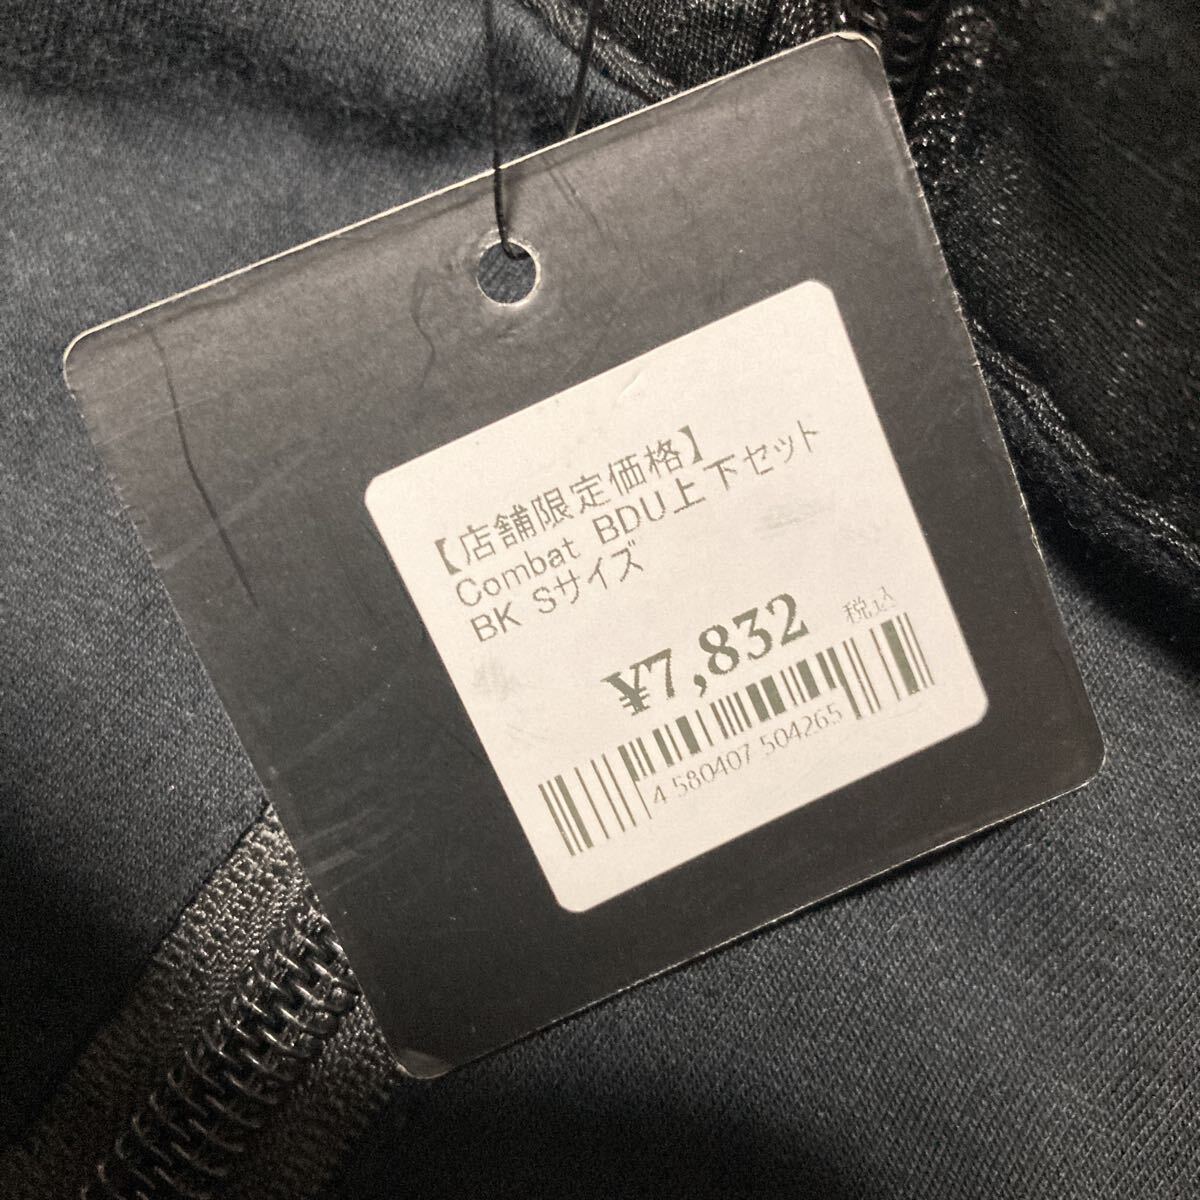 【店舗限定価格】
Combat BDU上下セット
BK Sサイズ
¥7,832 税込
4 580407 504265